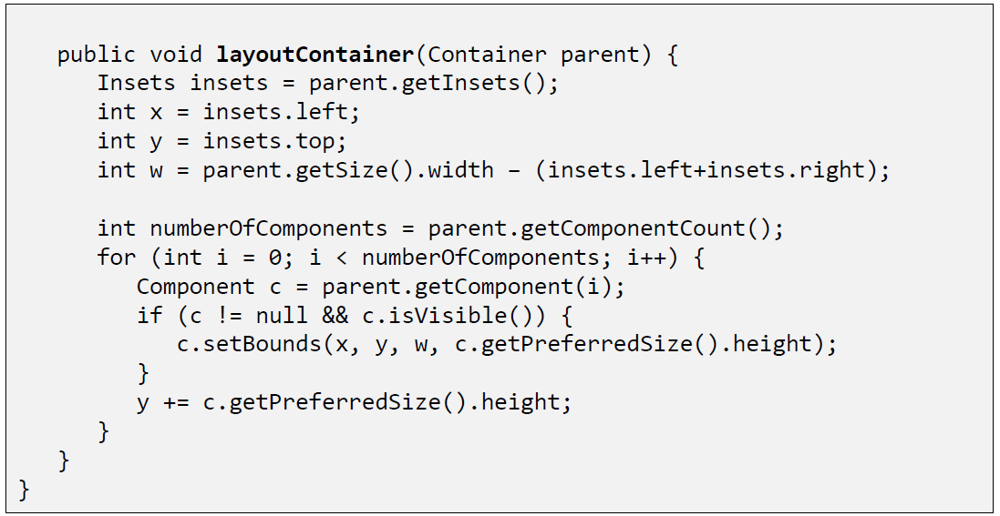 public void layoutContainer(Container parent) {
      Insets insets = parent.getInsets();
      int x = insets.left;
      int y = insets.top;
      int w = parent.getSize().width – (insets.left+insets.right);

      int numberOfComponents = parent.getComponentCount();
      for (int i = 0; i < numberOfComponents; i++) {
         Component c = parent.getComponent(i);
         if (c != null && c.isVisible()) {
            c.setBounds(x, y, w, c.getPreferredSize().height);
         }
         y += c.getPreferredSize().height;
      }
   }
}